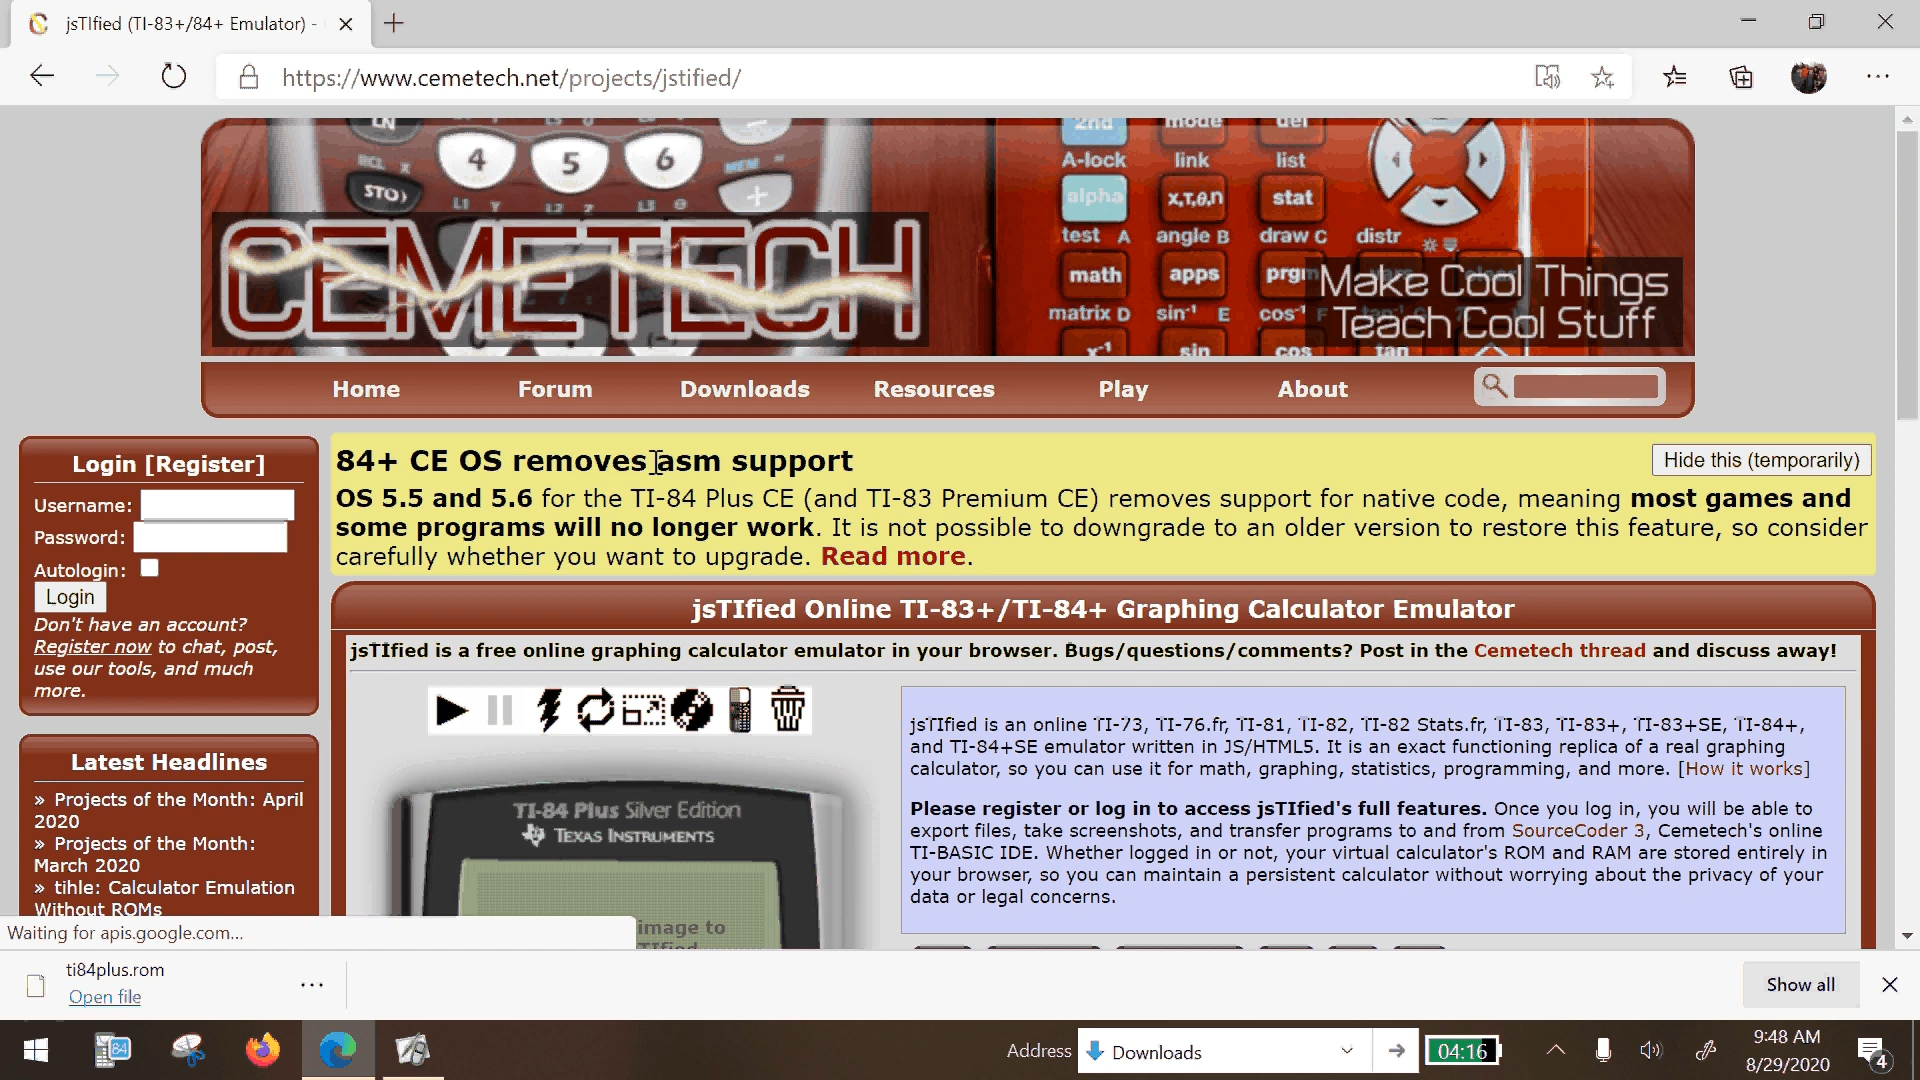 jsTIfied (TI-83+/84+ Emulator) -
https://www.cemetech.net/projects/jstified/
LN
4 5 6
RCL X MEM "
STO› +
L1 Y L2 Z L3 θ
CEMETECH
2nd mode del
A-lock link list
alpha X,T,θ,n stat
test A angle B draw C distr
math apps prgm
matrix D sin⁻¹ E cos⁻¹ F
x⁻¹ sin cos tan
Make Cool Things
Teach Cool Stuff
Home Forum Downloads Resources Play About
Login [Register]
Username:
Password:
Autologin:
Login
Don't have an account?
Register now to chat, post,
use our tools, and much
more.
Latest Headlines
» Projects of the Month: April
2020
» Projects of the Month:
March 2020
» tihle: Calculator Emulation
Without ROMs
84+ CE OS removes asm support
Hide this (temporarily)
OS 5.5 and 5.6 for the TI-84 Plus CE (and TI-83 Premium CE) removes support for native code, meaning most games and
some programs will no longer work. It is not possible to downgrade to an older version to restore this feature, so consider
carefully whether you want to upgrade. Read more.
jsTIfied Online TI-83+/TI-84+ Graphing Calculator Emulator
jsTIfied is a free online graphing calculator emulator in your browser. Bugs/questions/comments? Post in the Cemetech thread and discuss away!
TI-84 Plus Silver Edition
TEXAS INSTRUMENTS
image to
TIfied
jsTIfied is an online TI-73, TI-76.fr, TI-81, TI-82, TI-82 Stats.fr, TI-83, TI-83+, TI-83+SE, TI-84+,
and TI-84+SE emulator written in JS/HTML5. It is an exact functioning replica of a real graphing
calculator, so you can use it for math, graphing, statistics, programming, and more. [How it works]
Please register or log in to access jsTIfied's full features. Once you log in, you will be able to
export files, take screenshots, and transfer programs to and from SourceCoder 3, Cemetech's online
TI-BASIC IDE. Whether logged in or not, your virtual calculator's ROM and RAM are stored entirely in
your browser, so you can maintain a persistent calculator without worrying about the privacy of your
data or legal concerns.
Waiting for apis.google.com...
ti84plus.rom
Open file
Show all
84
Address
Downloads
04:16
9:48 AM
8/29/2020
4